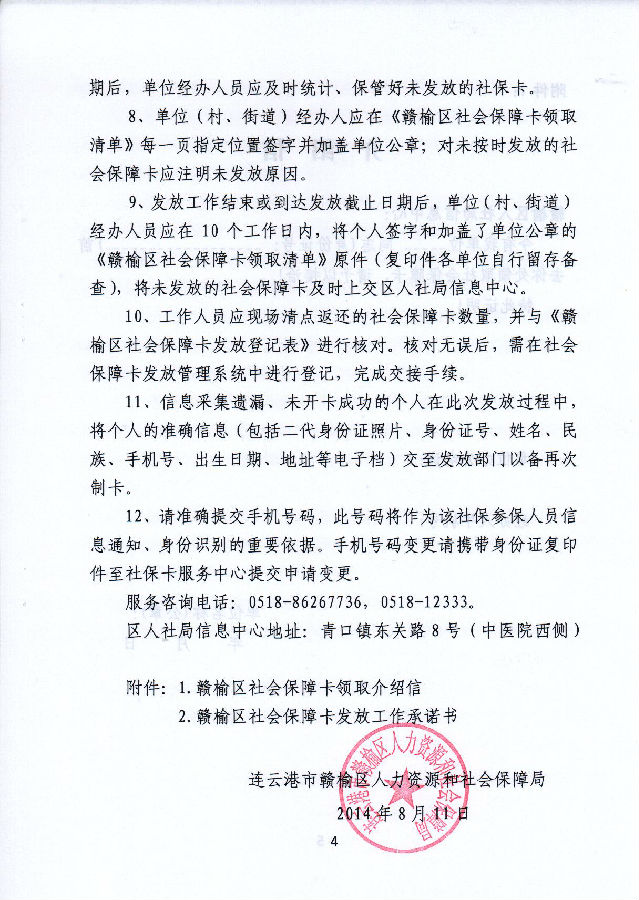 期后，单位经办人员应及时统计、保管好未发放的社保卡。
8、单位（村、街道）经办人应在《赣榆区社会保障卡领取
清单》每一页指定位置签字并加盖单位公章；对未按时发放的社
会保障卡应注明未发放原因。
9、发放工作结束或到达发放截止日期后，单位（村、街道）
经办人员应在 10 个工作日内，将个人签字和加盖了单位公章的
《赣榆区社会保障卡领取清单》原件（复印件各单位自行留存备
查），将未发放的社会保障卡及时上交区人社局信息中心。
10、工作人员应现场清点返还的社会保障卡数量，并与《赣
榆区社会保障卡发放登记表》进行核对。核对无误后，需在社会
保障卡发放管理系统中进行登记，完成交接手续。
11、信息采集遗漏、未开卡成功的个人在此次发放过程中，
将个人的准确信息（包括二代身份证照片、身份证号、姓名、民
族、手机号、出生日期、地址等电子档）交至发放部门以备再次
制卡。
12、请准确提交手机号码，此号码将作为该社保参保人员信
息通知、身份识别的重要依据。手机号码变更请携带身份证复印
件至社保卡服务中心提交申请变更。
服务咨询电话：0518-86267736，0518-12333。
区人社局信息中心地址：青口镇东关路 8 号（中医院西侧）
附件：1.赣榆区社会保障卡领取介绍信
2.赣榆区社会保障卡发放工作承诺书
连云港市赣榆区人力资源和社会保障局
2014 年 8 月 11 日
连云港市赣榆区人力资源和社会保障局
4